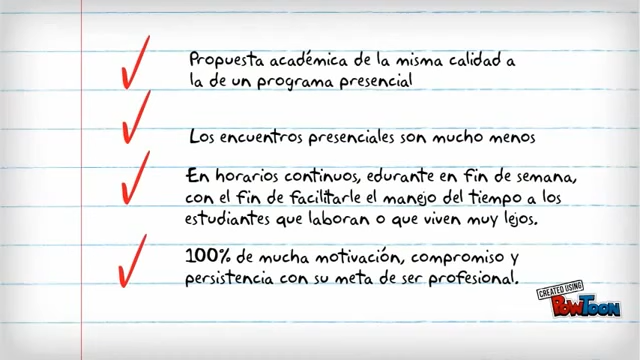 Propuesta académica de la misma calidad a
la de un programa presencial
Los encuentros presenciales son mucho menos
En horarios continuos, edurante en fin de semana,
con el fin de facilitarle el manejo del tiempo a los
estudiantes que laboran o que viven muy lejos.
100% de mucha motivación, compromiso y
persistencia con su meta de ser profesional.
CREATED USING
POWTOON